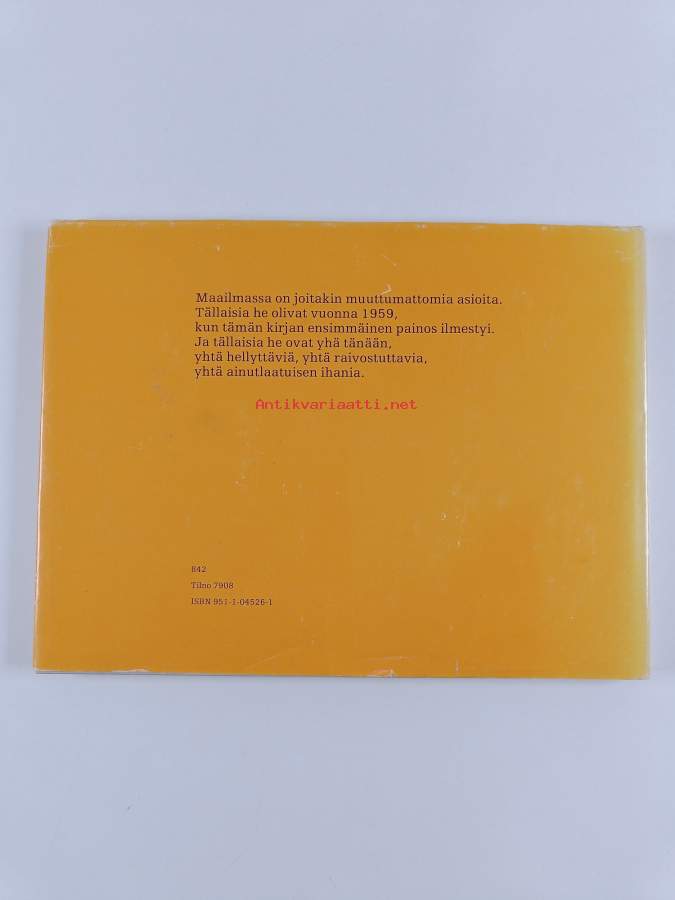 Maailmassa on joitakin muuttumattomia asioita.
Tällaisia he olivat vuonna 1959,
kun tämän kirjan ensimmäinen painos ilmestyi.
Ja tällaisia he ovat yhä tänään,
yhtä hellyttäviä, yhtä raivostuttavia,
yhtä ainutlaatuisen ihania.
Antikvariaatti.net
842
Tilno 7908
ISBN 951-1-04526-1